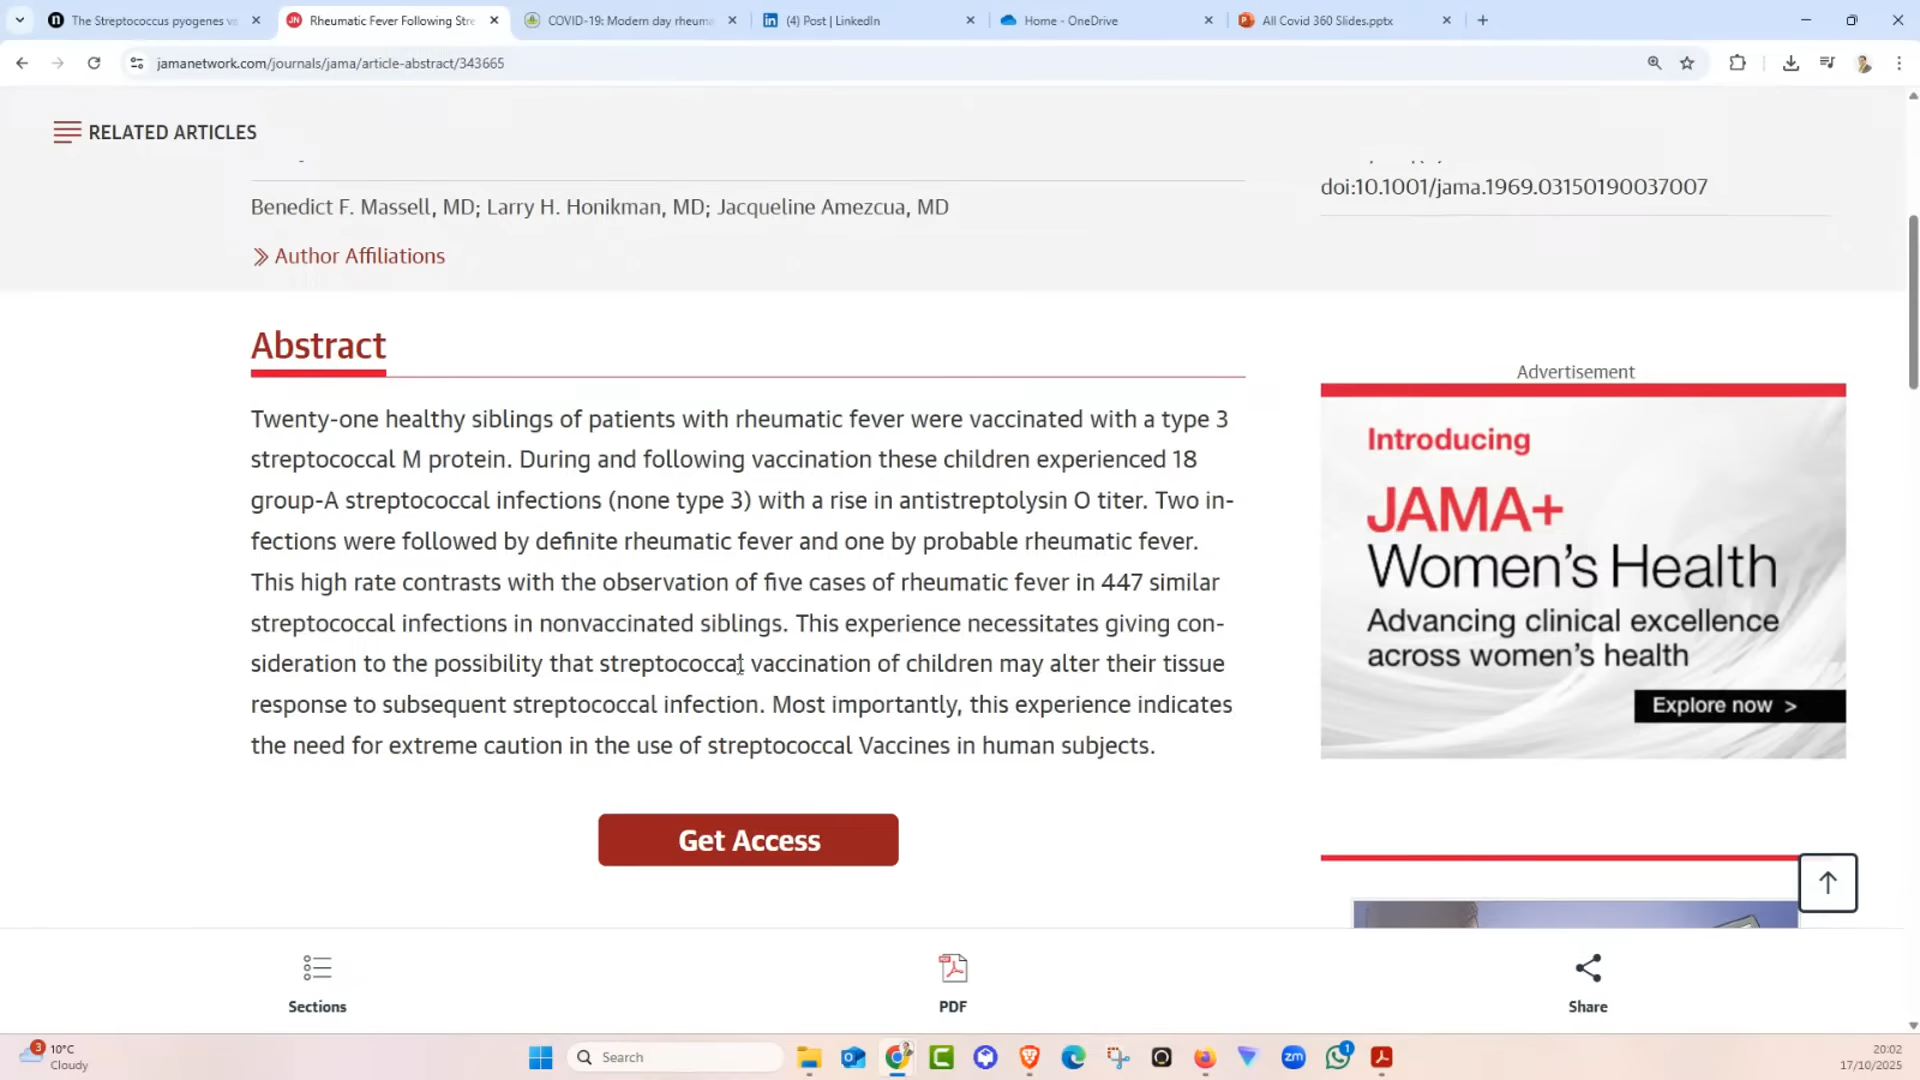 The Streptococcus pyogenes va
Rheumatic Fever Following Stre
COVID-19: Modern day rheuma
(4) Post | LinkedIn
Home - OneDrive
All Covid 360 Slides.pptx
jamanetwork.com/journals/jama/article-abstract/343665
RELATED ARTICLES
doi:10.1001/jama.1969.03150190037007
Benedict F. Massell, MD; Larry H. Honikman, MD; Jacqueline Amezcua, MD
Author Affiliations
Abstract
Twenty-one healthy siblings of patients with rheumatic fever were vaccinated with a type 3
streptococcal M protein. During and following vaccination these children experienced 18
group-A streptococcal infections (none type 3) with a rise in antistreptolysin O titer. Two in-
fections were followed by definite rheumatic fever and one by probable rheumatic fever.
This high rate contrasts with the observation of five cases of rheumatic fever in 447 similar
streptococcal infections in nonvaccinated siblings. This experience necessitates giving con-
sideration to the possibility that streptococcal vaccination of children may alter their tissue
response to subsequent streptococcal infection. Most importantly, this experience indicates
the need for extreme caution in the use of streptococcal Vaccines in human subjects.
Get Access
Advertisement
Introducing
JAMA+
Women's Health
Advancing clinical excellence
across women's health
Explore now >
Sections
PDF
Share
3
10°C
Cloudy
Search
zm
1
20:02
17/10/2025